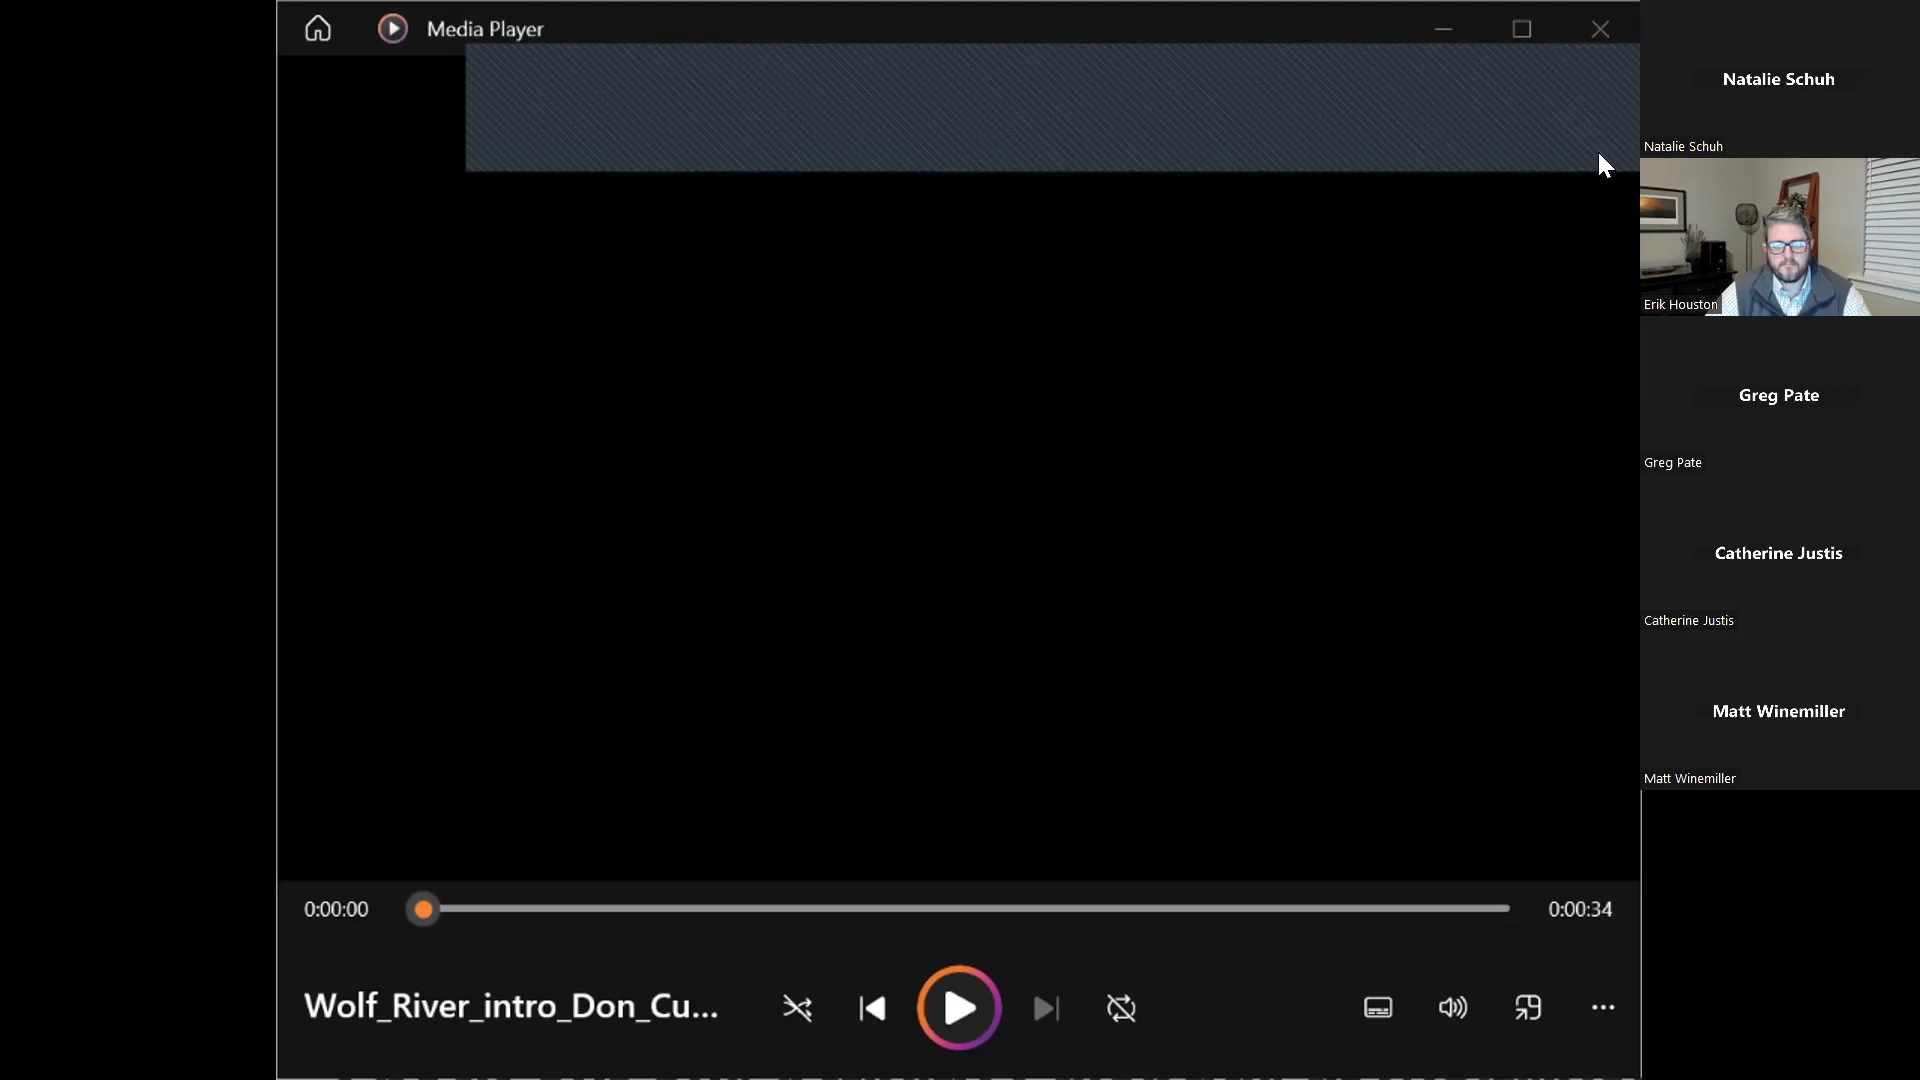 Media Player
Natalie Schuh
Natalie Schuh
Erik Houston
Greg Pate
Greg Pate
Catherine Justis
Catherine Justis
Matt Winemiller
Matt Winemiller
0:00:00
0:00:34
Wolf_River_intro_Don_Cu...